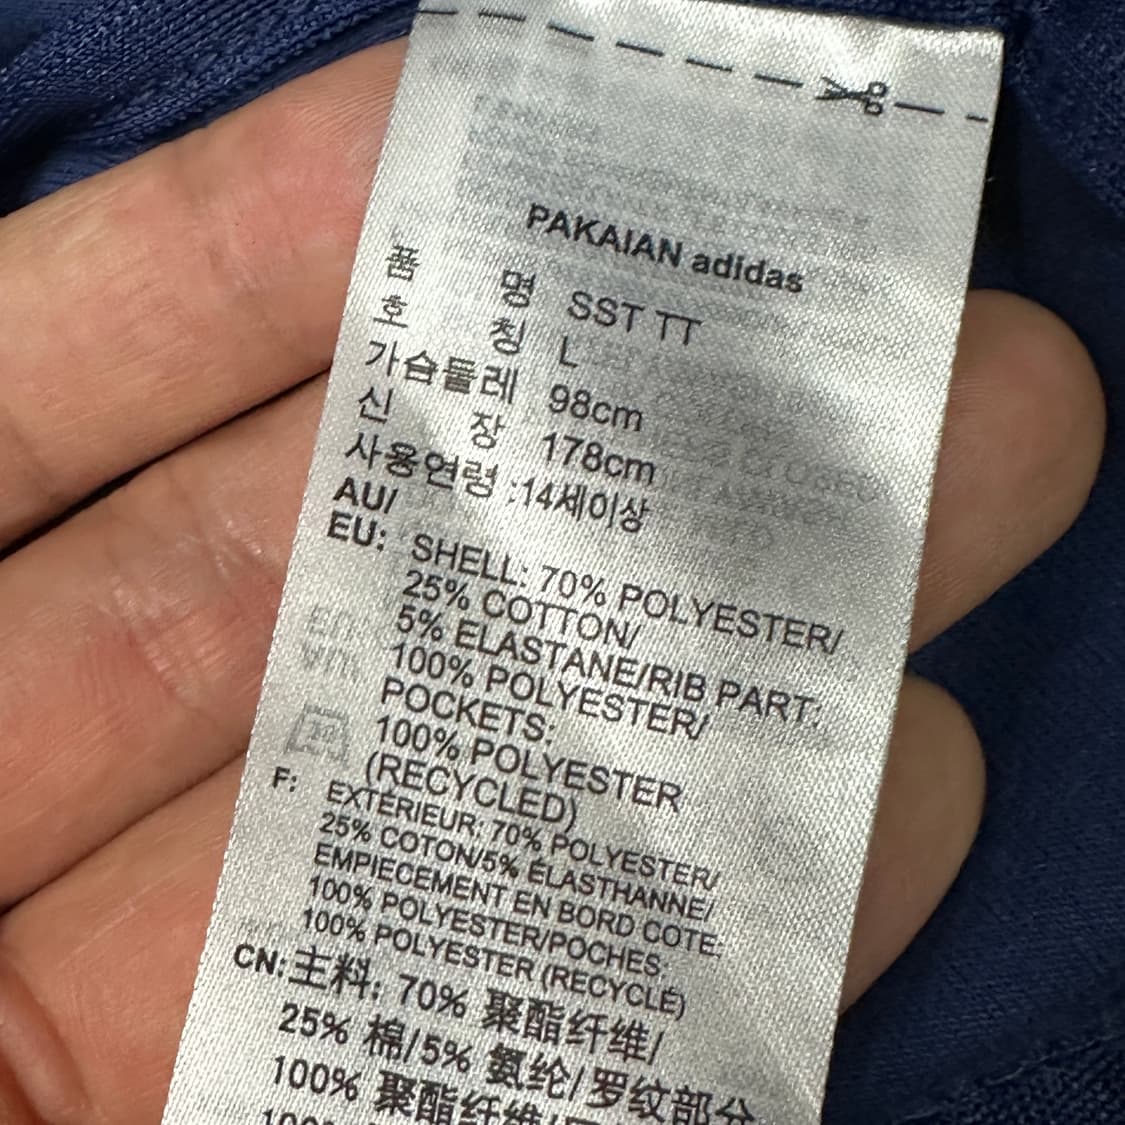 PAKAIAN adidas
품 명 SST TT
호 칭 L
가슴둘레 98cm
신 장 178cm
사용연령 :14세이상
AU/
EU: SHELL: 70% POLYESTER/
25% COTTON/
5% ELASTANE/RIB PART:
100% POLYESTER/
POCKETS:
100% POLYESTER
(RECYCLED)
F: EXTÉRIEUR: 70% POLYESTER/
25% COTON/5% ÉLASTHANNE/
EMPIECEMENT EN BORD COTE:
100% POLYESTER/POCHES:
100% POLYESTER (RECYCLÉ)
CN: 主料: 70% 聚酯纤维/
25% 棉/5% 氨纶/罗纹部分
100% 聚酯纤维/